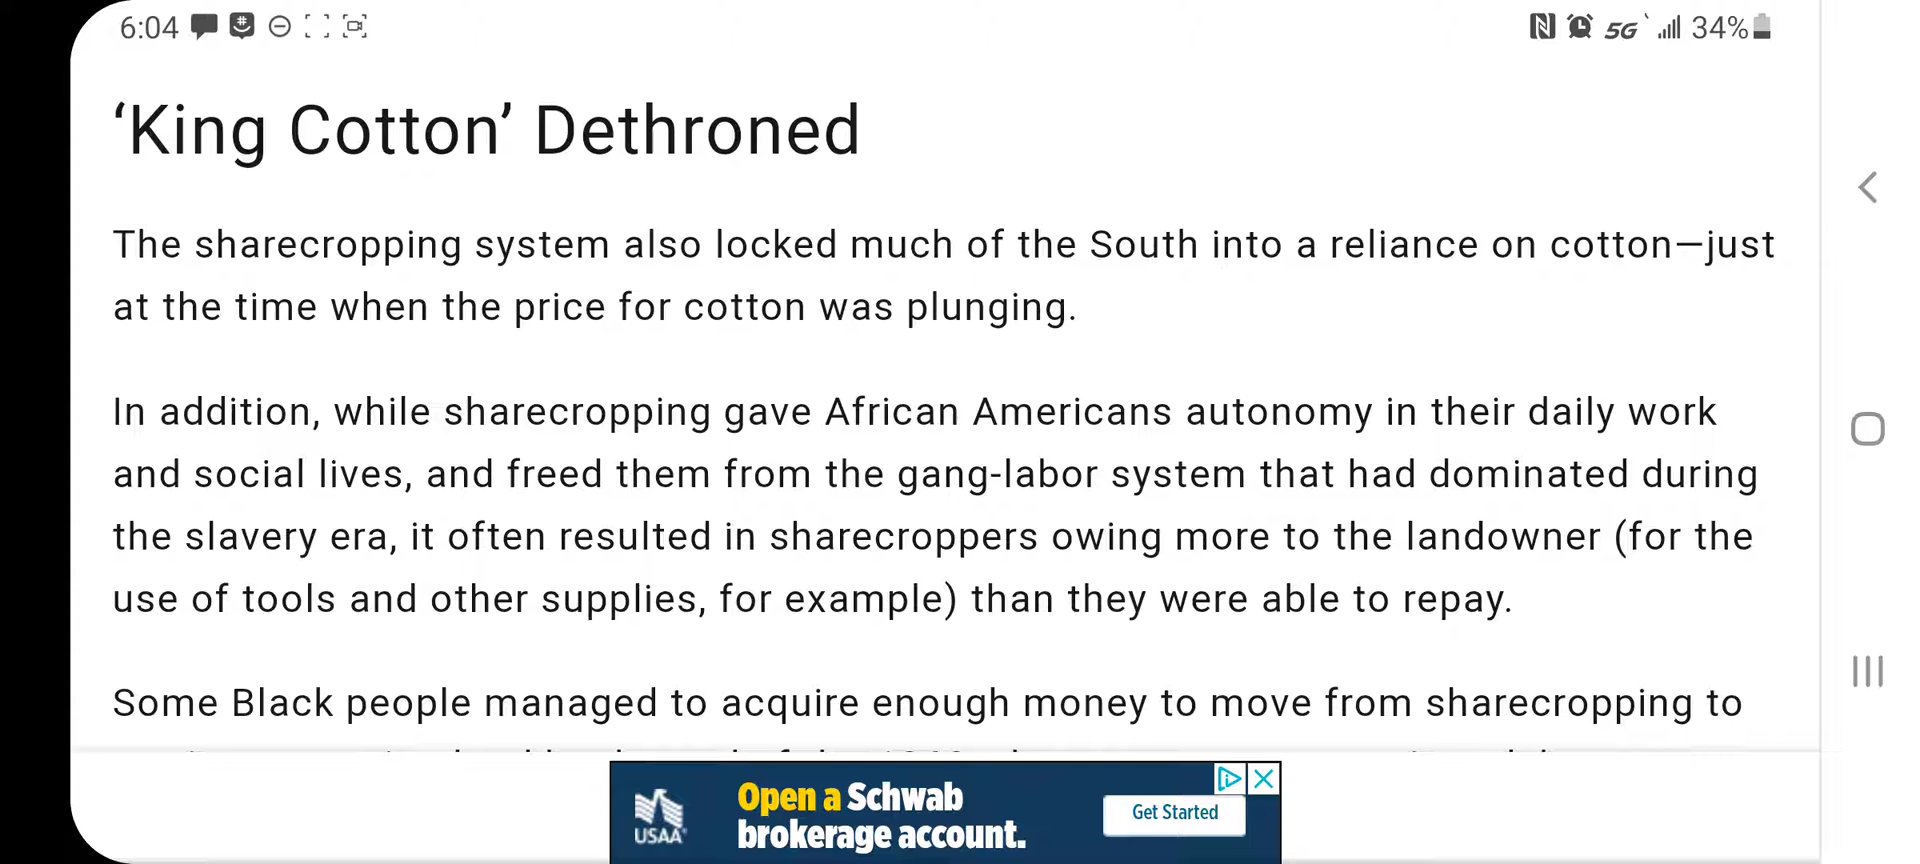 6:04
5G 34%
‘King Cotton’ Dethroned
The sharecropping system also locked much of the South into a reliance on cotton—just
at the time when the price for cotton was plunging.
In addition, while sharecropping gave African Americans autonomy in their daily work
and social lives, and freed them from the gang-labor system that had dominated during
the slavery era, it often resulted in sharecroppers owing more to the landowner (for the
use of tools and other supplies, for example) than they were able to repay.
Some Black people managed to acquire enough money to move from sharecropping to
USAA
Open a Schwab
brokerage account.
Get Started